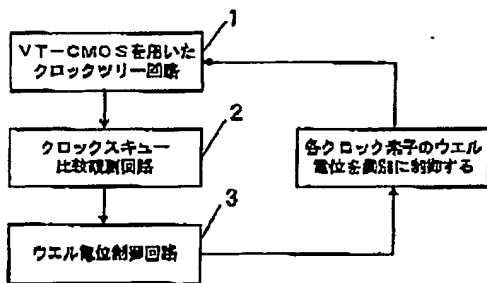 1
VT-CMOSを用いた
クロックツリー回路
2
クロックスキュー
比較観測回路
3
ウエル電位制御回路
各クロック素子のウエル
電位を個別に制御する